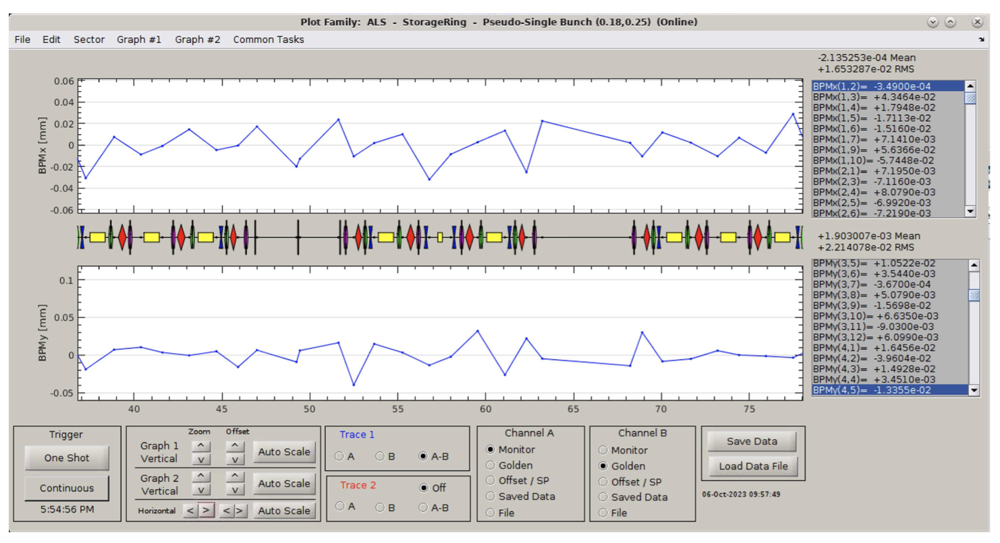 Plot Family: ALS - StorageRing - Pseudo-Single Bunch (0.18,0.25) (Online)
File Edit Sector Graph #1 Graph #2 Common Tasks
-2.135253e-04 Mean
+1.653287e-02 RMS
0.06
0.04
0.02
0
-0.02
-0.04
-0.06
BPMx [mm]
BPMx(1,2)= -3.4900e-04
BPMx(1,3)= +4.3464e-02
BPMx(1,4)= +1.7948e-02
BPMx(1,5)= -1.7113e-02
BPMx(1,6)= -1.5160e-02
BPMx(1,7)= +7.1410e-03
BPMx(1,9)= +5.6366e-02
BPMx(1,10)= -5.7448e-02
BPMx(2,1)= +7.1950e-03
BPMx(2,3)= -7.1160e-03
BPMx(2,4)= +8.0790e-03
BPMx(2,5)= -6.9920e-03
BPMx(2,6)= -7.2190e-03
+1.903007e-03 Mean
+2.214078e-02 RMS
0.1
0.05
0
-0.05
BPMy [mm]
40 45 50 55 60 65 70 75
BPMy(3,5)= +1.0522e-02
BPMy(3,6)= +3.5440e-03
BPMy(3,7)= -3.6700e-04
BPMy(3,8)= +5.0790e-03
BPMy(3,9)= -1.5698e-02
BPMy(3,10)= +6.6350e-03
BPMy(3,11)= -9.0300e-03
BPMy(3,12)= +6.0990e-03
BPMy(4,1)= +1.6456e-02
BPMy(4,2)= -3.9604e-02
BPMy(4,3)= +1.4928e-02
BPMy(4,4)= +3.4510e-03
BPMy(4,5)= -1.3355e-02
Trigger
One Shot
Continuous
5:54:56 PM
Zoom Offset
Graph 1
Vertical
^ ^
v v
Auto Scale
Graph 2
Vertical
^ ^
v v
Auto Scale
Horizontal < > < > Auto Scale
Trace 1
A B A-B
Trace 2 Off
A B A-B
Channel A
Monitor
Golden
Offset / SP
Saved Data
File
Channel B
Monitor
Golden
Offset / SP
Saved Data
File
Save Data
Load Data File
06-Oct-2023 09:57:49